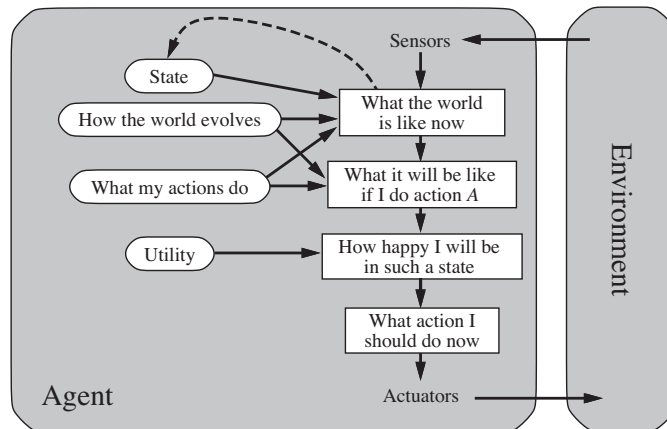 Sensors
State
What the world
is like now
How the world evolves
What my actions do
What it will be like
if I do action A
Utility
How happy I will be
in such a state
What action I
should do now
Agent
Actuators
Environment